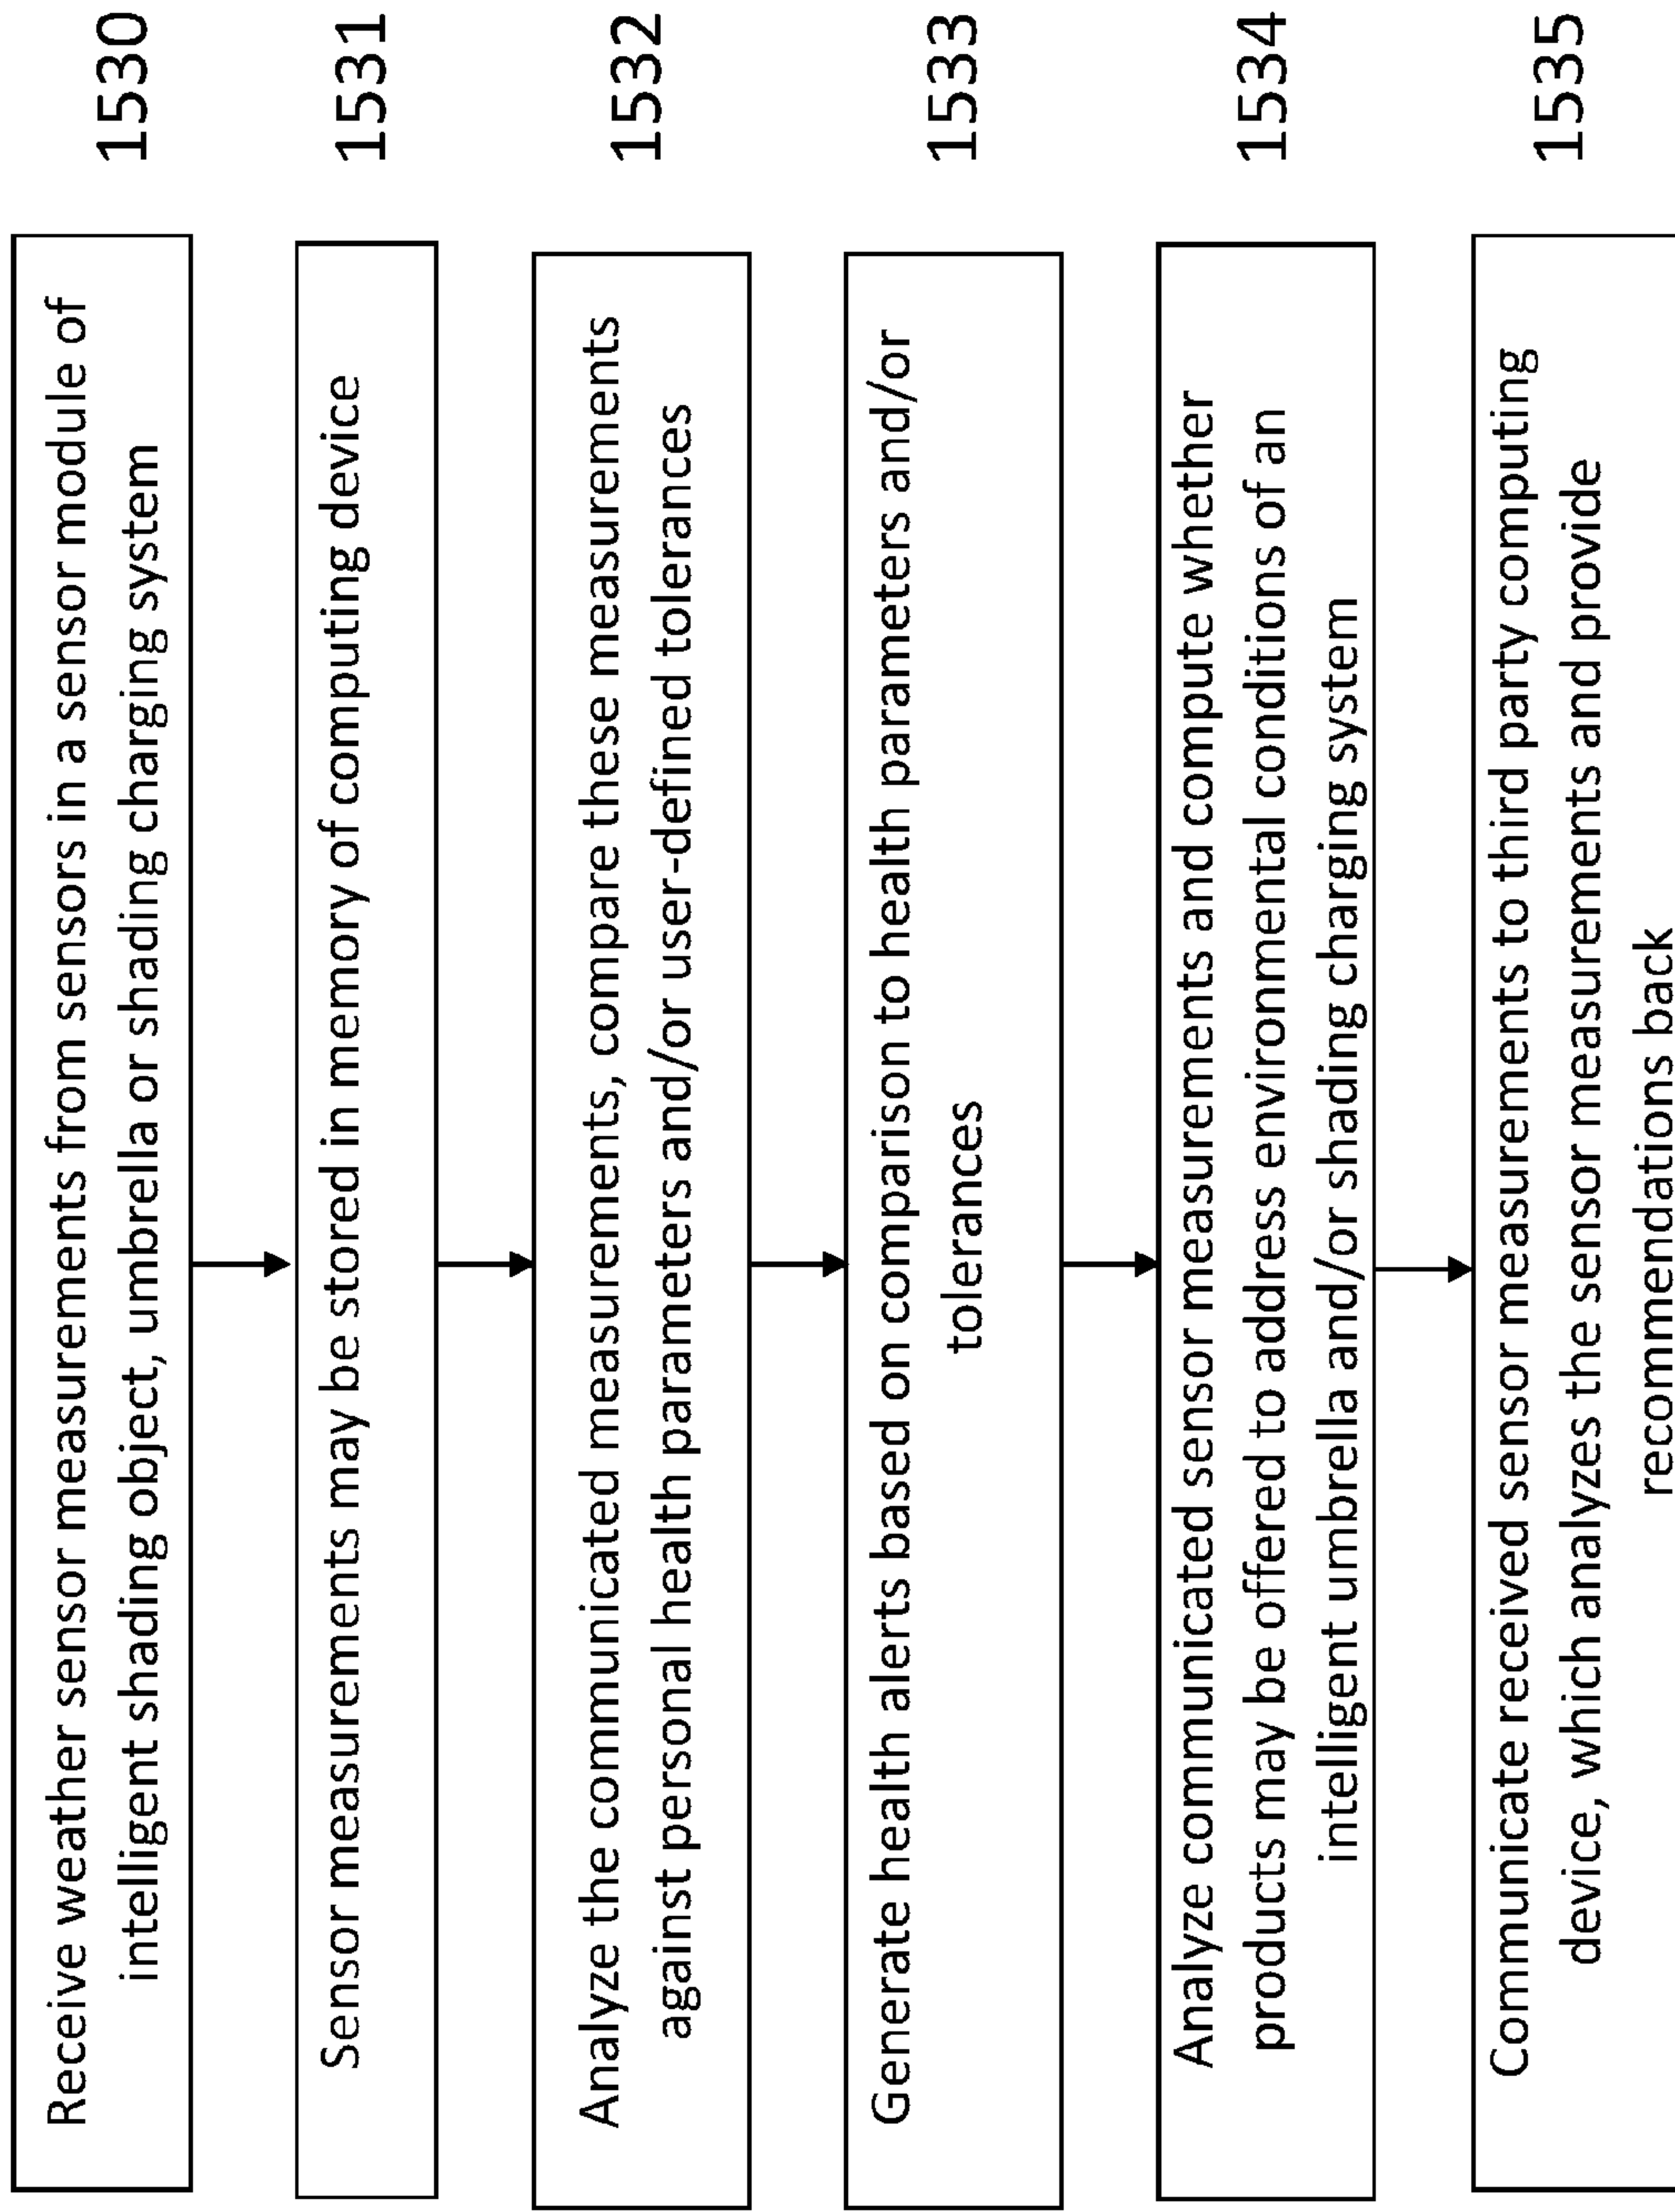 Receive weather sensor measurements from sensors in a sensor module of
intelligent shading object, umbrella or shading charging system
1530
Sensor measurements may be stored in memory of computing device
1531
Analyze the communicated measurements, compare these measurements
against personal health parameters and/or user-defined tolerances
1532
Generate health alerts based on comparison to health parameters and/or
tolerances
1533
Analyze communicated sensor measurements and compute whether
products may be offered to address environmental conditions of an
intelligent umbrella and/or shading charging system
1534
Communicate received sensor measurements to third party computing
device, which analyzes the sensor measurements and provide
recommendations back
1535